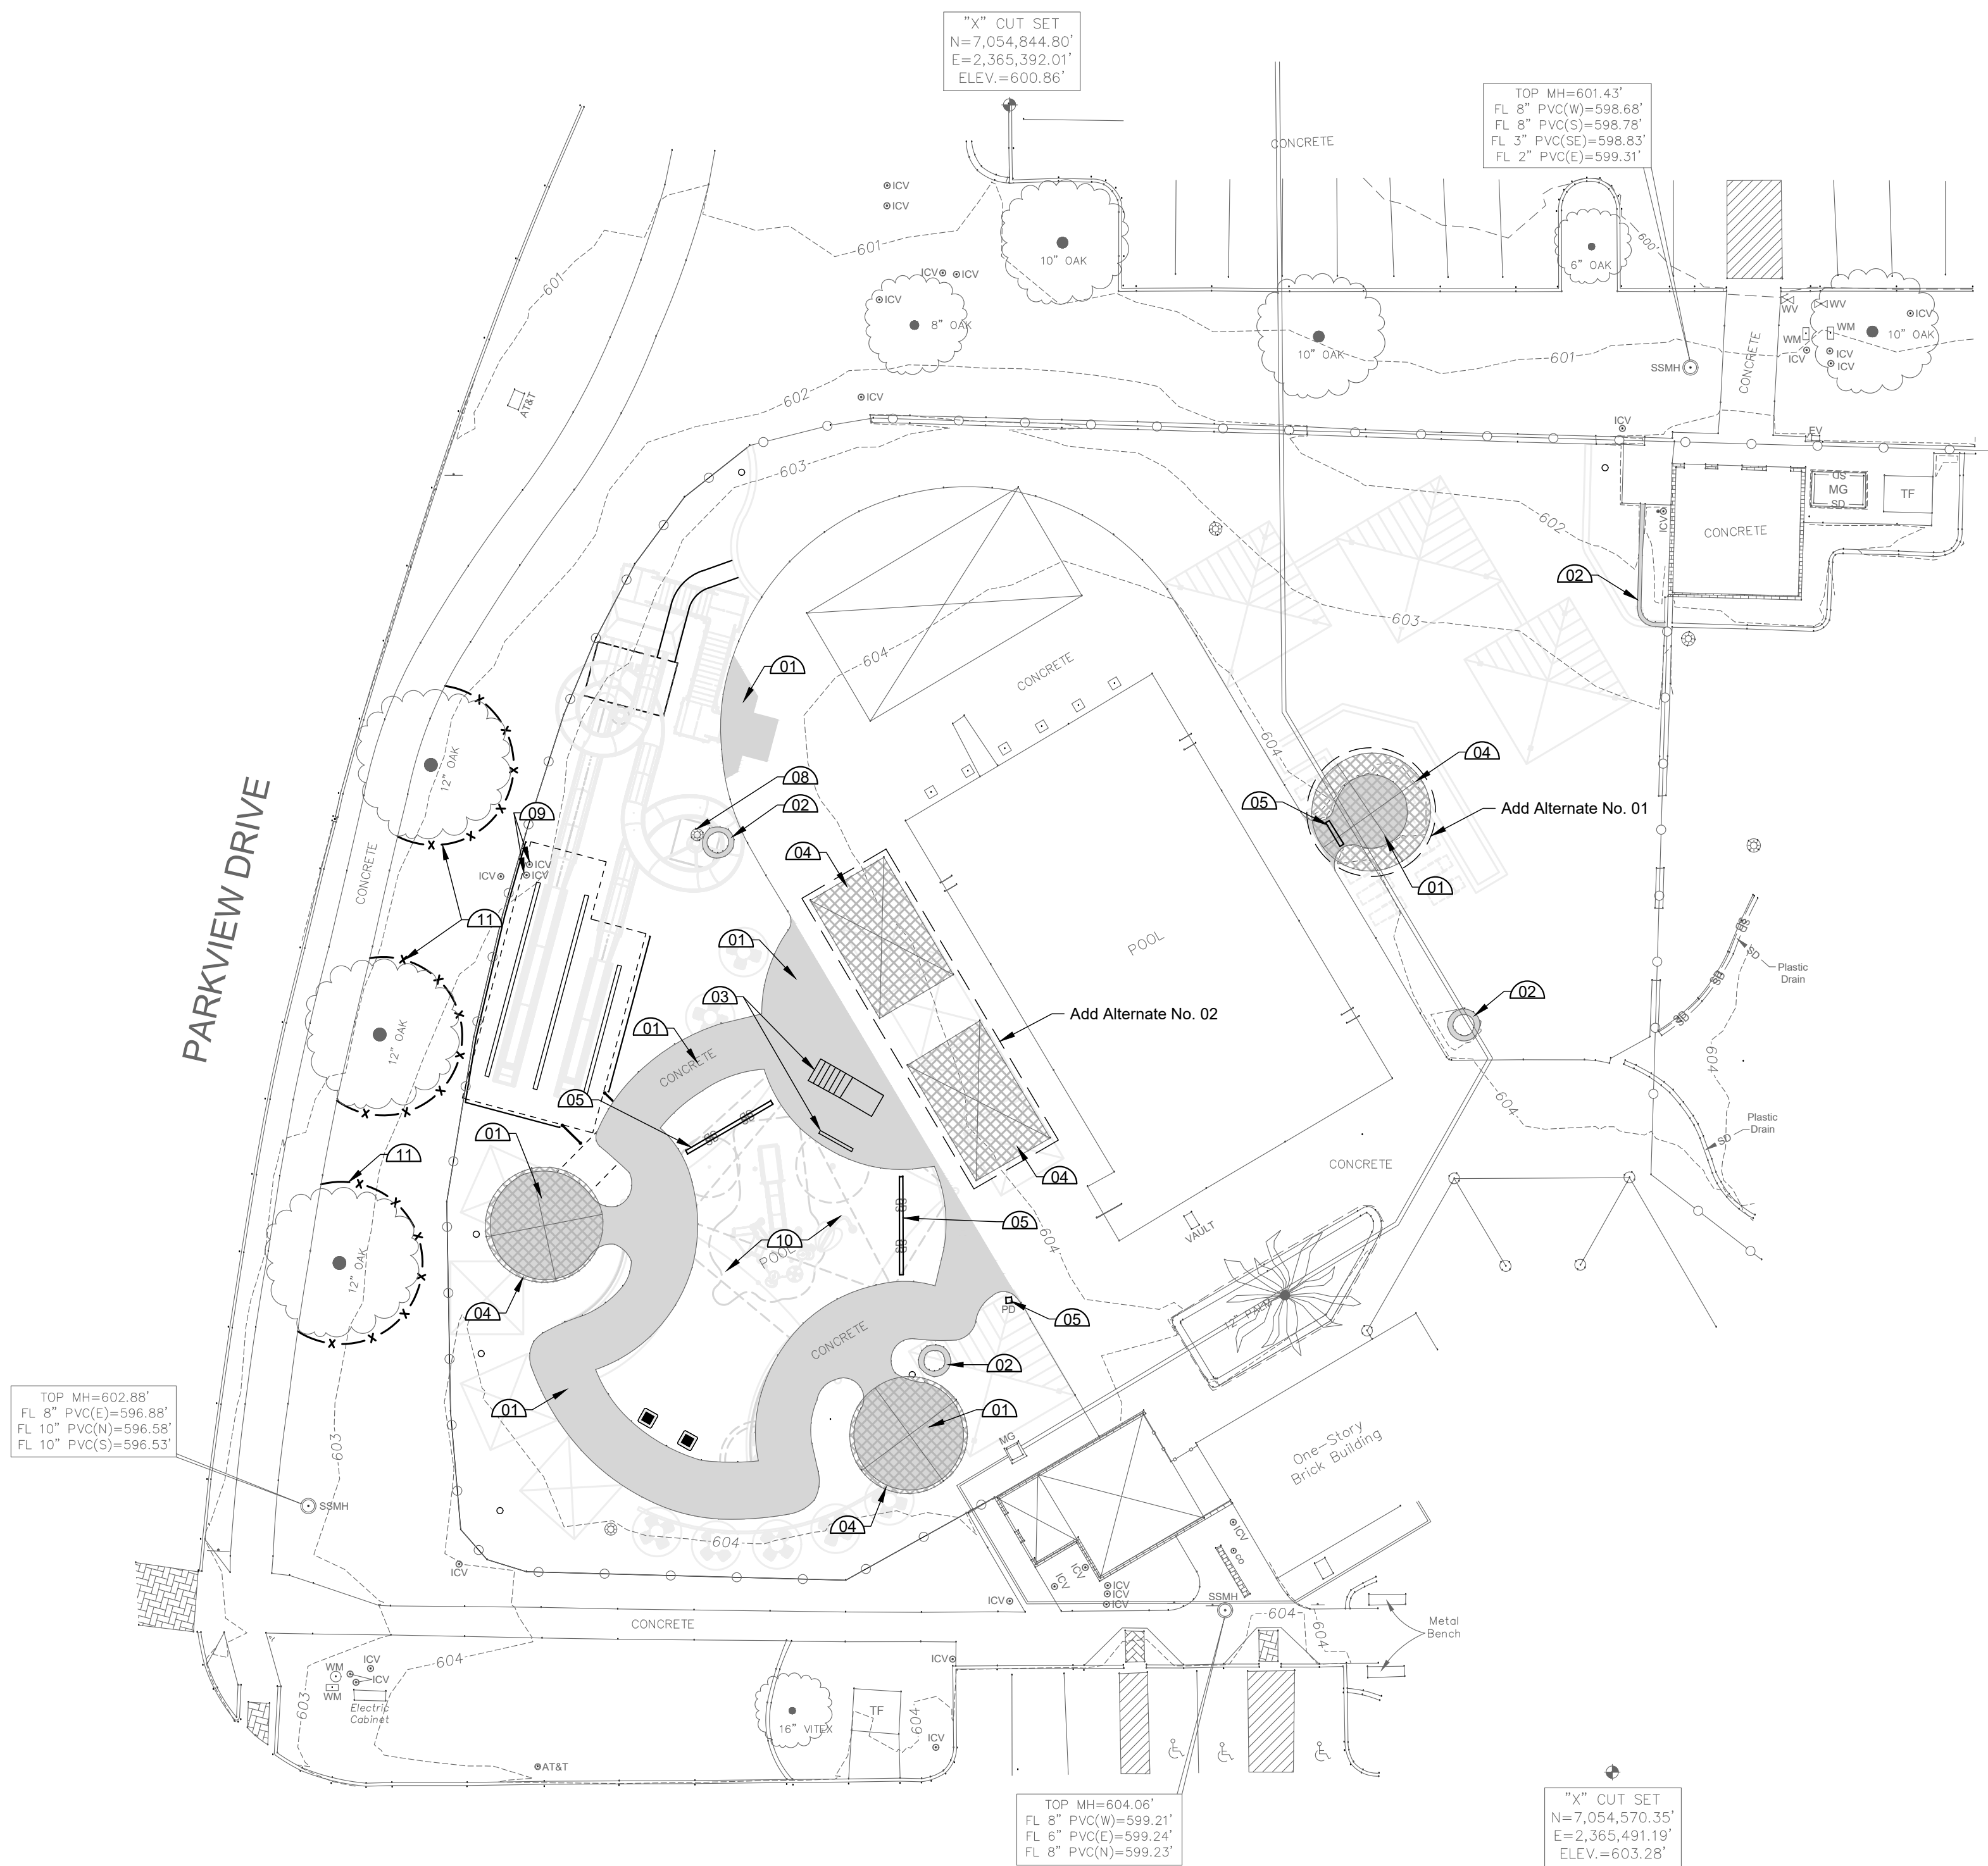 "X" CUT SET
N=7,054,844.80'
E=2,365,392.01'
ELEV.=600.86'
TOP MH=601.43'
FL 8" PVC(W)=598.68'
FL 8" PVC(S)=598.78'
FL 3" PVC(SE)=598.83'
FL 2" PVC(E)=599.31'
CONCRETE
ICV
ICV
601
10" OAK
6" OAK
600
ICV
ICV
601
ICV
8" OAK
WV
WV
ICV
10" OAK
WM
WM
10" OAK
601
ICV
ICV
ICV
SSMH
CONCRETE
AT&T
602
ICV
ICV
EV
603
SD
MG
SD
TF
602
ICV
CONCRETE
02
603
604
01
CONCRETE
12" OAK
604
04
08
02
05
Add Alternate No. 01
09
PARKVIEW DRIVE
CONCRETE
ICV
ICV
ICV
04
01
11
01
POOL
SD
Plastic
Drain
03
02
01
Add Alternate No. 02
12" OAK
CONCRETE
604
05
604
Plastic
Drain
SD
01
11
04
CONCRETE
05
10
POOL
604
VAULT
12" OAK
04
PD
05
12" PALM
CONCRETE
02
TOP MH=602.88'
FL 8" PVC(E)=596.88'
FL 10" PVC(N)=596.58'
FL 10" PVC(S)=596.53'
01
01
603
MG
One-Story
Brick Building
SSMH
04
604
ICV
ICV
CO
ICV
ICV
ICV
ICV
ICV
ICV
SSMH
CONCRETE
604
604
Metal
Bench
604
ICV
WM
ICV
ICV
WM
Electric
Cabinet
603
16" VITEX
TF
604
ICV
AT&T
TOP MH=604.06'
FL 8" PVC(W)=599.21'
FL 6" PVC(E)=599.24'
FL 8" PVC(N)=599.23'
"X" CUT SET
N=7,054,570.35'
E=2,365,491.19'
ELEV.=603.28'